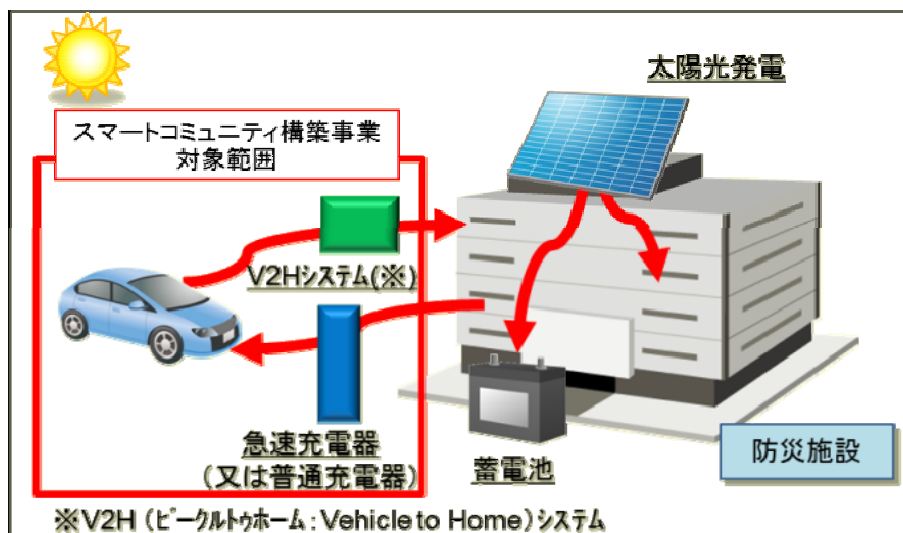 太陽光発電
スマートコミュニティ構築事業
対象範囲
V2Hシステム(※)
急速充電器
(又は普通充電器)
蓄電池
防災施設
※V2H (ビークルトゥホーム:Vehicle to Home)システム